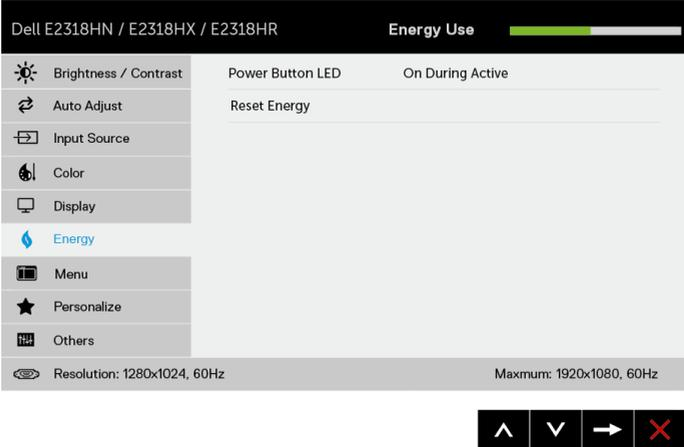 Dell E2318HN / E2318HX / E2318HR Energy Use
Brightness / Contrast Power Button LED On During Active
Auto Adjust Reset Energy
Input Source
Color
Display
Energy
Menu
Personalize
Others
Resolution: 1280x1024, 60Hz Maxmum: 1920x1080, 60Hz